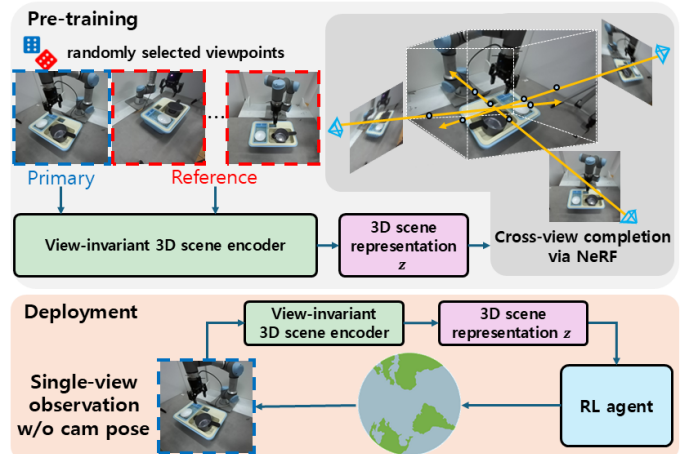 Pre-training
randomly selected viewpoints
...
Primary
Reference
View-invariant 3D scene encoder
3D scene
representation
z
Cross-view completion
via NeRF
Deployment
View-invariant
3D scene encoder
3D scene
representation z
Single-view
observation
w/o cam pose
RL agent